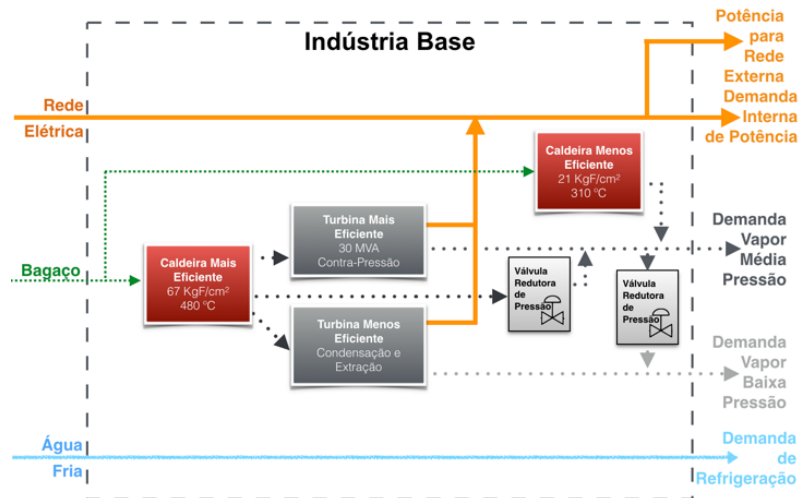 Indústria Base
Potência
para
Rede
Externa
Demanda
Interna
de Potência
Rede
Elétrica
Caldeira Menos
Eficiente
21 KgF/cm²
310 ºC
Turbina Mais
Eficiente
30 MVA
Contra-Pressão
Demanda
Vapor
Média
Pressão
Bagaço
Caldeira Mais
Eficiente
67 KgF/cm²
480 ºC
Válvula
Redutora
de
Pressão
Válvula
Redutora
de
Pressão
Turbina Menos
Eficiente
Condensação e
Extração
Demanda
Vapor
Baixa
Pressão
Água
Fria
Demanda
de
Refrigeração